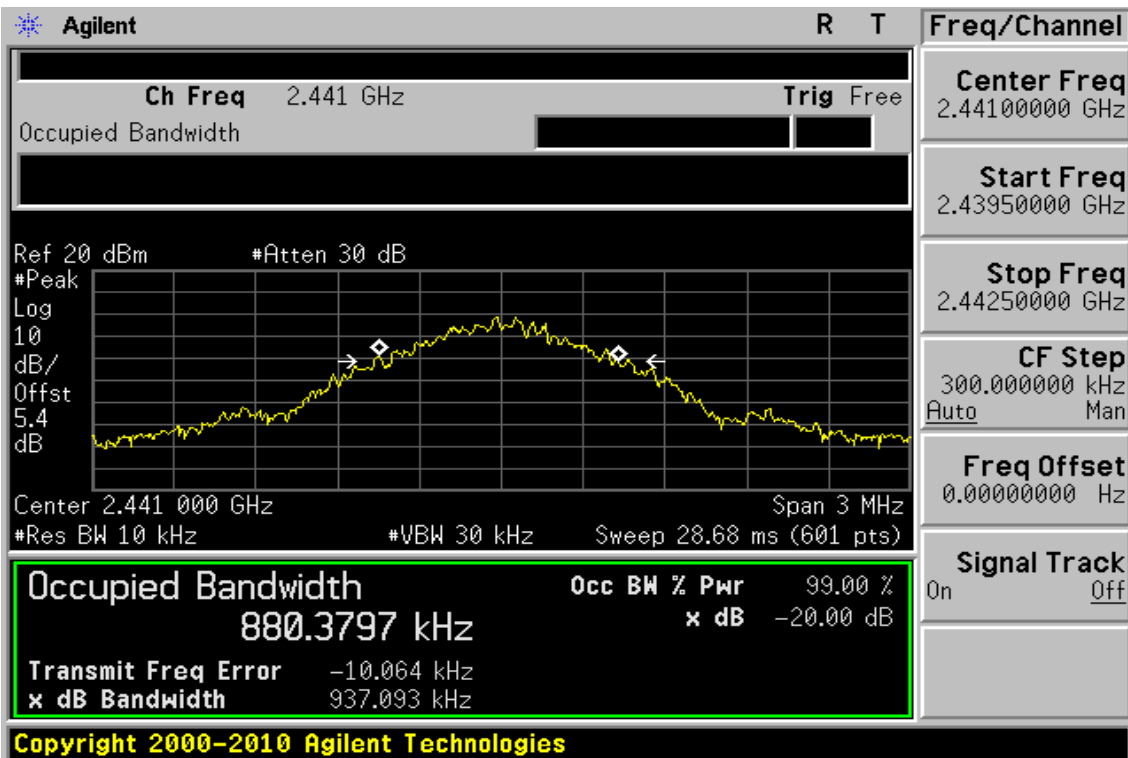 Agilent R T
Ch Freq 2.441 GHz Trig Free
Occupied Bandwidth
Ref 20 dBm #Atten 30 dB
#Peak
Log
10
dB/
Offst
5.4
dB
Center 2.441 000 GHz Span 3 MHz
#Res BW 10 kHz #VBW 30 kHz Sweep 28.68 ms (601 pts)
Occupied Bandwidth
880.3797 kHz
Occ BW % Pwr 99.00 %
x dB -20.00 dB
Transmit Freq Error -10.064 kHz
x dB Bandwidth 937.093 kHz
Copyright 2000-2010 Agilent Technologies
Freq/Channel
Center Freq
2.44100000 GHz
Start Freq
2.43950000 GHz
Stop Freq
2.44250000 GHz
CF Step
300.000000 kHz
Auto Man
Freq Offset
0.00000000 Hz
Signal Track
On Off